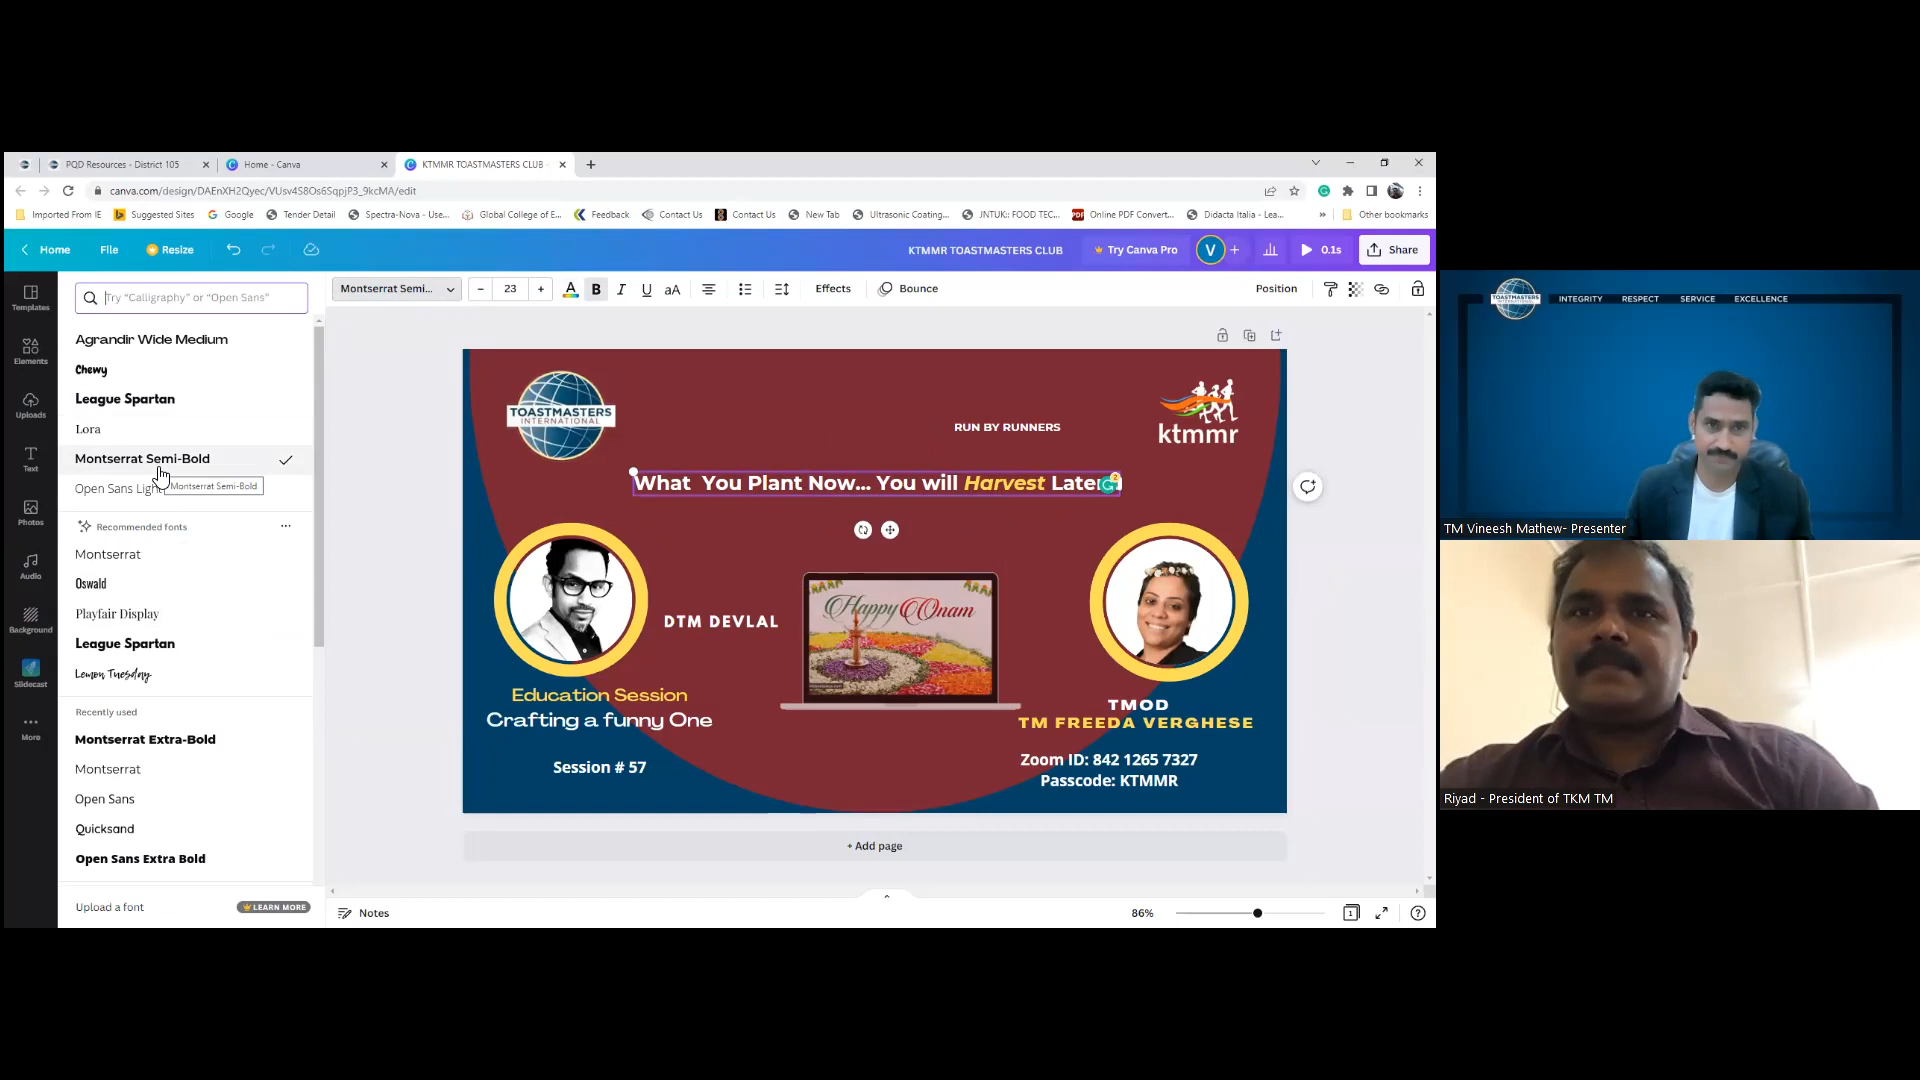 PQD Resources - District 105
Home - Canva
KTMMR TOASTMASTERS CLUB -
canva.com/design/DAEnXH2Qyec/VUsv4S8Os6SqpjP3_9kcMA/edit
Imported From IE
Suggested Sites
Google
Tender Detail
Spectra-Nova - Use...
Global College of E...
Feedback
Contact Us
Contact Us
New Tab
Ultrasonic Coating...
JNTUK:: FOOD TEC...
PDF
Online PDF Convert...
Didacta Italia - Lea...
»
Other bookmarks
Home
File
Resize
KTMMR TOASTMASTERS CLUB
Try Canva Pro
V
+
0.1s
Share
Templates
Elements
Uploads
Text
Photos
Audio
Background
Slidecast
More
Try "Calligraphy" or "Open Sans"
Agrandir Wide Medium
Chewy
League Spartan
Lora
Montserrat Semi-Bold
Open Sans Ligh
Montserrat Semi-Bold
Recommended fonts
Montserrat
Oswald
Playfair Display
League Spartan
Lemon Tuesday
Recently used
Montserrat Extra-Bold
Montserrat
Open Sans
Quicksand
Open Sans Extra Bold
Upload a font
LEARN MORE
Montserrat Semi...
- 23 +
A B I U aA
Effects
Bounce
Position
TOASTMASTERS
INTERNATIONAL
RUN BY RUNNERS
ktmmr
What  You Plant Now... You will Harvest Later
DTM DEVLAL
Happy Onam
Education Session
Crafting a funny One
Session # 57
TMOD
TM FREEDA VERGHESE
Zoom ID: 842 1265 7327
Passcode: KTMMR
+ Add page
Notes
86%
1
?
TOASTMASTERS
INTERNATIONAL
INTEGRITY RESPECT SERVICE EXCELLENCE
TM Vineesh Mathew- Presenter
Riyad - President of TKM TM